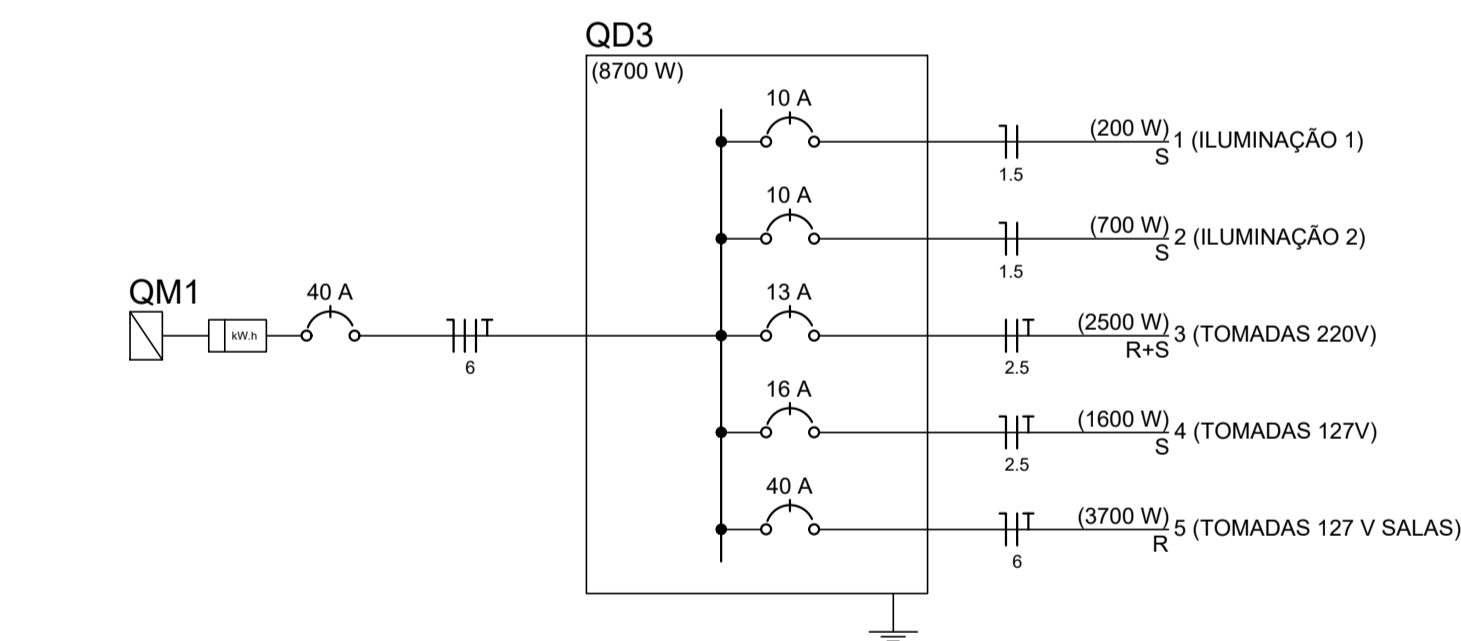 QD3
(8700 W)
10 A
(200 W)
1 (ILUMINAÇÃO 1)
S
1.5
10 A
(700 W)
2 (ILUMINAÇÃO 2)
S
1.5
QM1
40 A
kW.h
T
6
13 A
T
(2500 W)
3 (TOMADAS 220V)
R+S
2.5
16 A
T
(1600 W)
4 (TOMADAS 127V)
S
2.5
40 A
T
(3700 W)
5 (TOMADAS 127 V SALAS)
R
6